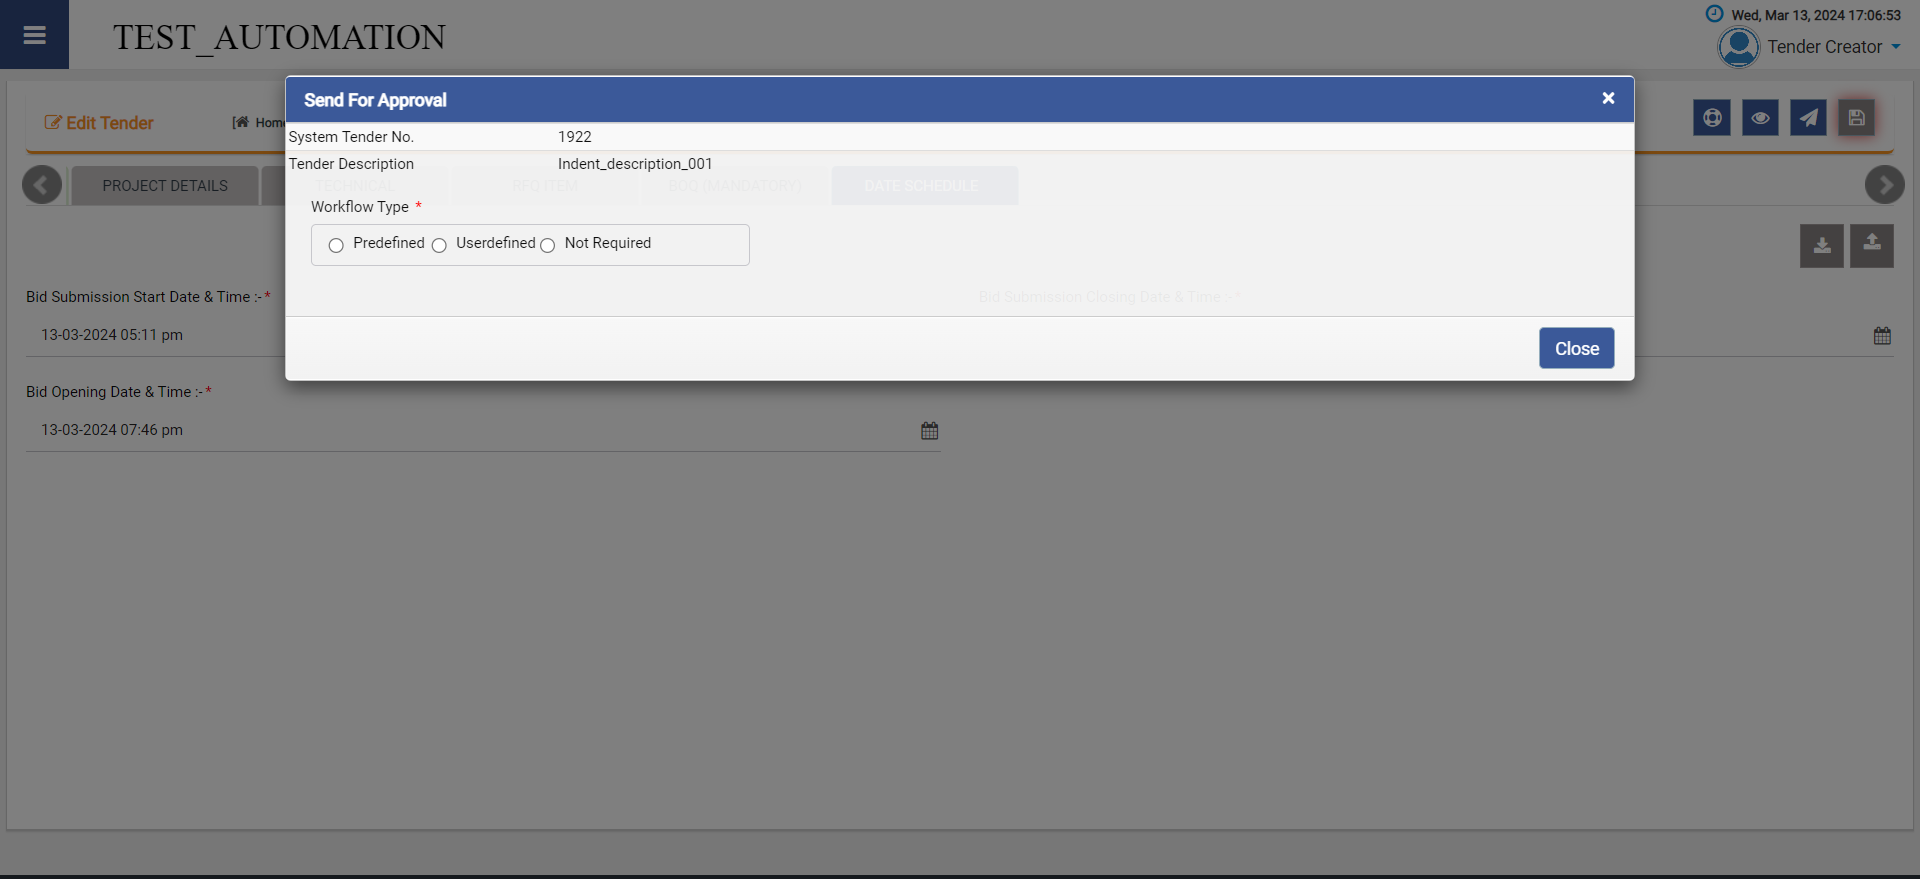 TEST_AUTOMATION
Wed, Mar 13, 2024 17:06:53
Tender Creator
Edit Tender
[ Home
Send For Approval
×
System Tender No. 1922
Tender Description Indent_description_001
PROJECT DETAILS TECHNICAL RFQ ITEM BOQ (MANDATORY) DATE SCHEDULE
Workflow Type *
Predefined Userdefined Not Required
Bid Submission Start Date & Time :- *
Bid Submission Closing Date & Time :- *
13-03-2024 05:11 pm
Close
Bid Opening Date & Time :- *
13-03-2024 07:46 pm